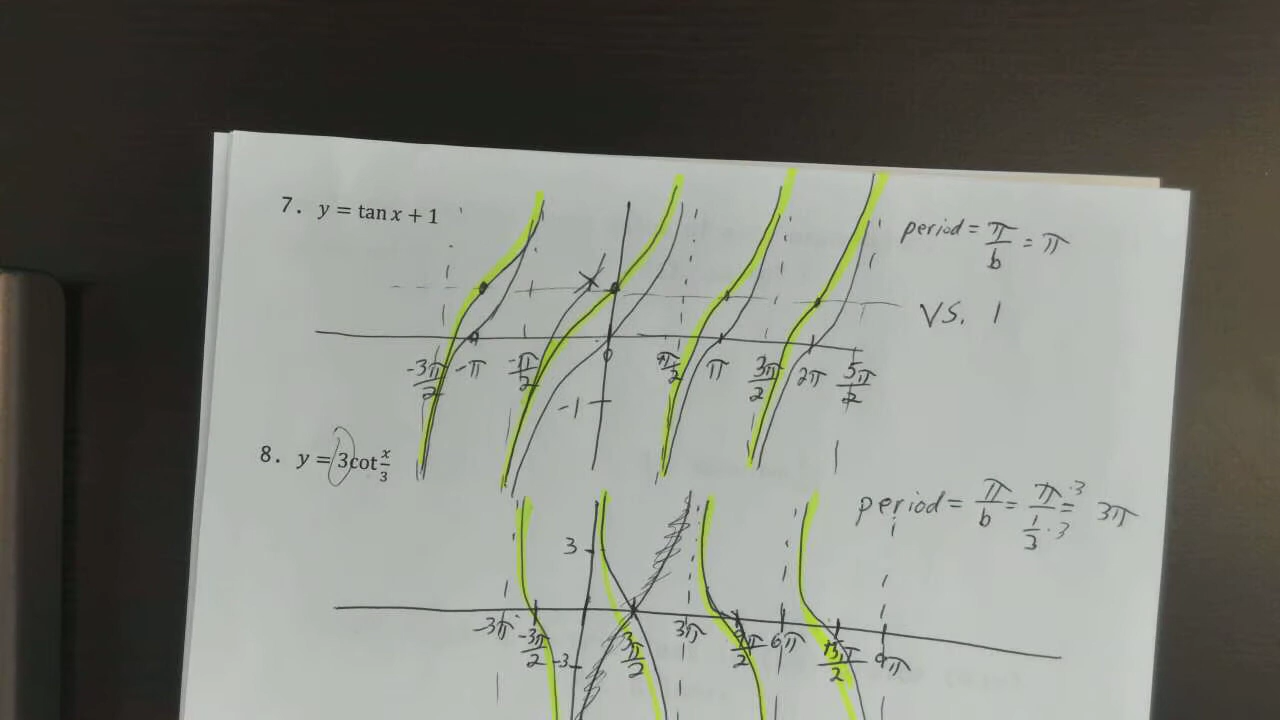 7. y = tan x + 1
period = π/b = π
VS. 1
-3π/2 -π -π/2 0 π/2 π 3π/2 2π 5π/2
-1
8. y = 3cot x/3
period = π/b = π·3/(1/3·3) = 3π
3
-3π -3π/2 3π/2 3π 9π/2 6π 15π/2 9π
-3